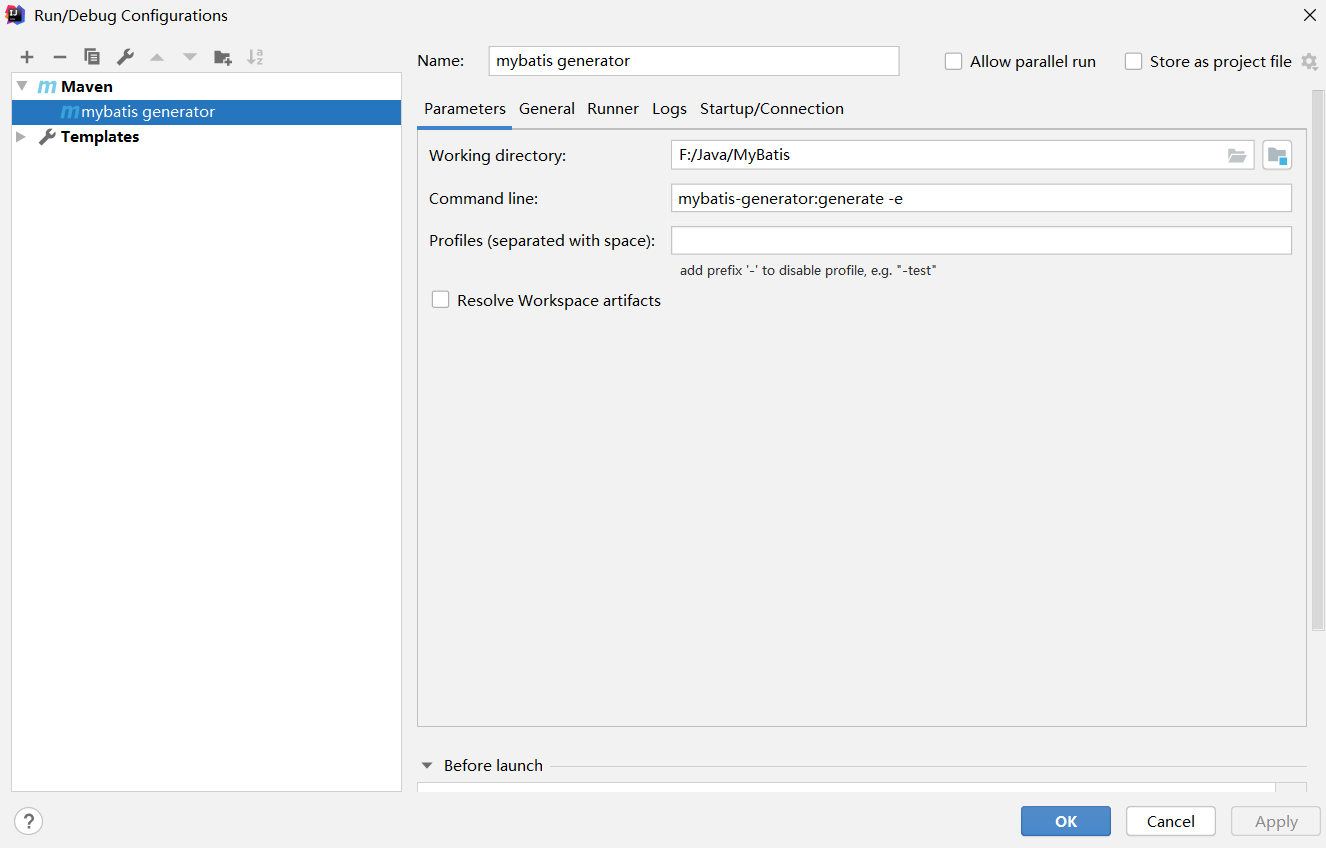 Run/Debug Configurations
Maven
mybatis generator
Templates
Name: mybatis generator Allow parallel run Store as project file
Parameters General Runner Logs Startup/Connection
Working directory: F:/Java/MyBatis
Command line: mybatis-generator:generate -e
Profiles (separated with space):
add prefix '-' to disable profile, e.g. "-test"
Resolve Workspace artifacts
Before launch
? OK Cancel Apply